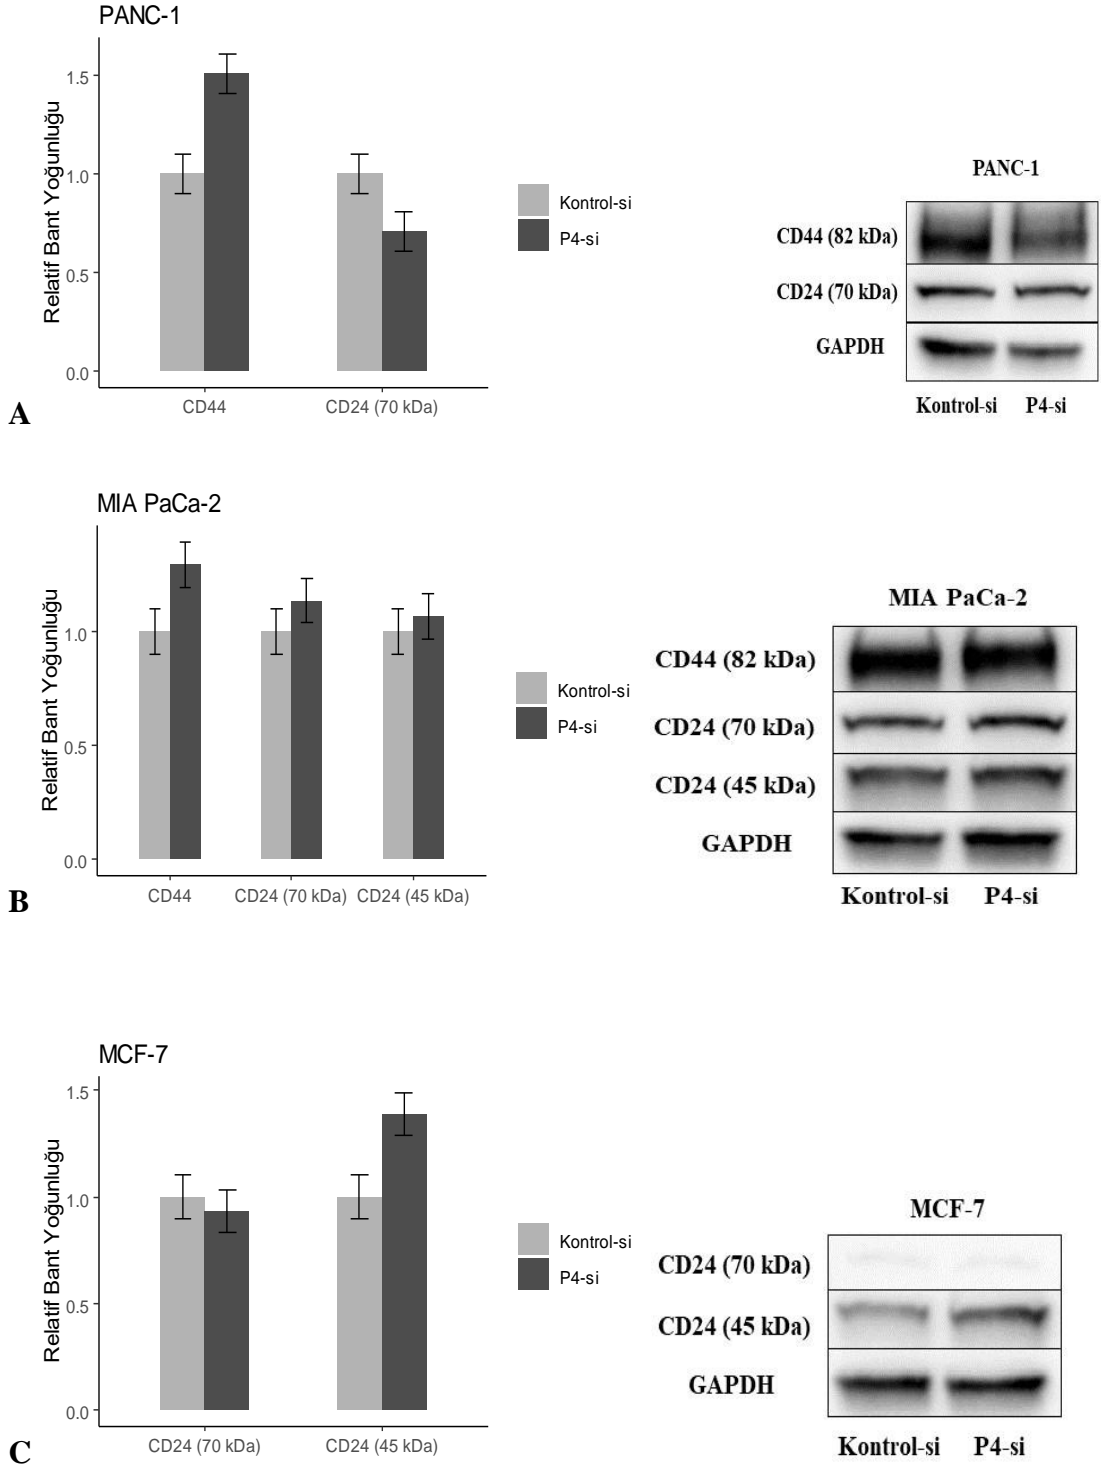 PANC-1
Relatif Bant Yoğunluğu
1.5
1.0
0.5
0.0
CD44
CD24 (70 kDa)
Kontrol-si
P4-si
PANC-1
CD44 (82 kDa)
CD24 (70 kDa)
GAPDH
Kontrol-si P4-si
A
MIA PaCa-2
Relatif Bant Yoğunluğu
1.0
0.5
0.0
CD44
CD24 (70 kDa)
CD24 (45 kDa)
Kontrol-si
P4-si
MIA PaCa-2
CD44 (82 kDa)
CD24 (70 kDa)
CD24 (45 kDa)
GAPDH
Kontrol-si P4-si
B
MCF-7
Relatif Bant Yoğunluğu
1.5
1.0
0.5
0.0
CD24 (70 kDa)
CD24 (45 kDa)
Kontrol-si
P4-si
MCF-7
CD24 (70 kDa)
CD24 (45 kDa)
GAPDH
Kontrol-si P4-si
C